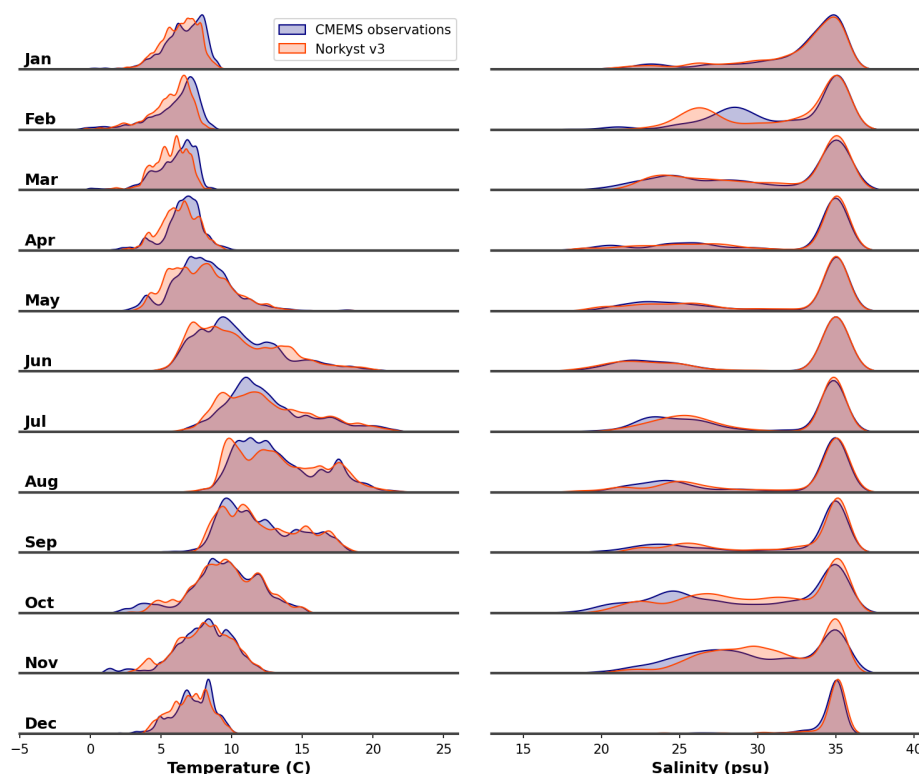 CMEMS observations
Norkyst v3
Jan
Feb
Mar
Apr
May
Jun
Jul
Aug
Sep
Oct
Nov
Dec
−5 0 5 10 15 20 25 15 20 25 30 35 40
Temperature (C) Salinity (psu)